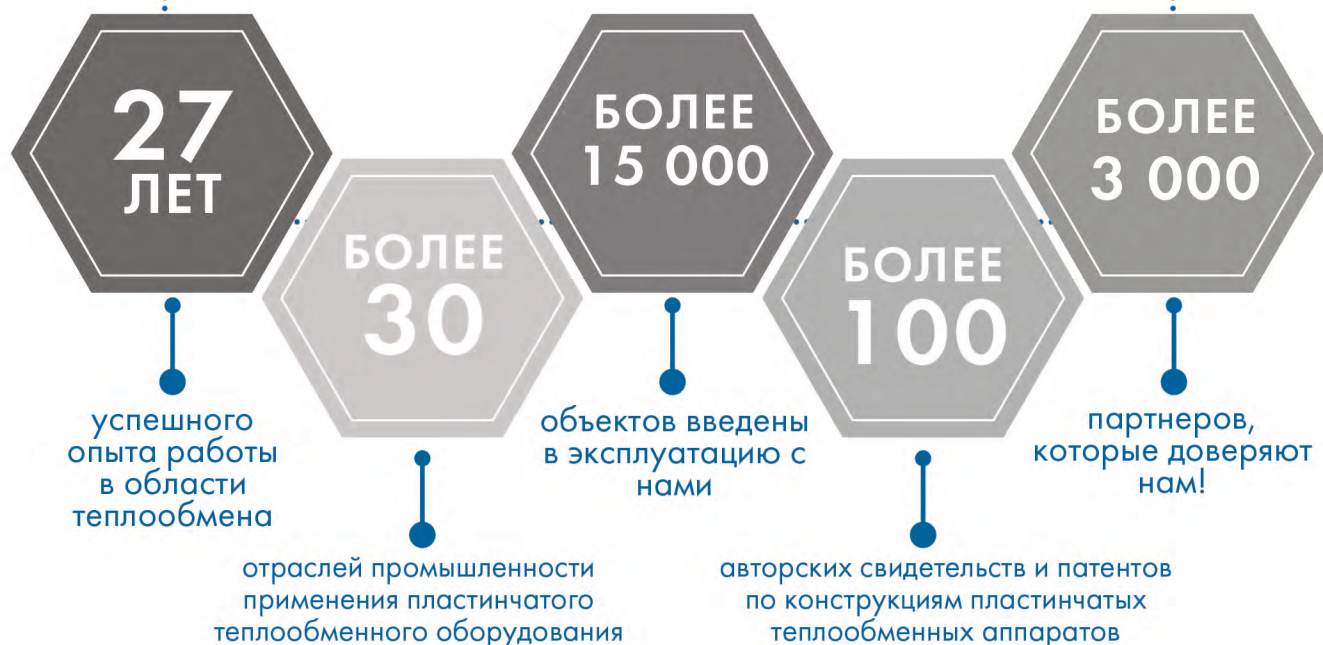 27
ЛЕТ
успешного
опыта работы
в области
теплообмена
БОЛЕЕ
30
отраслей промышленности
применения пластинчатого
теплообменного оборудования
БОЛЕЕ
15 000
объектов введены
в эксплуатацию с
нами
БОЛЕЕ
100
авторских свидетельств и патентов
по конструкциям пластинчатых
теплообменных аппаратов
БОЛЕЕ
3 000
партнеров,
которые доверяют
нам!